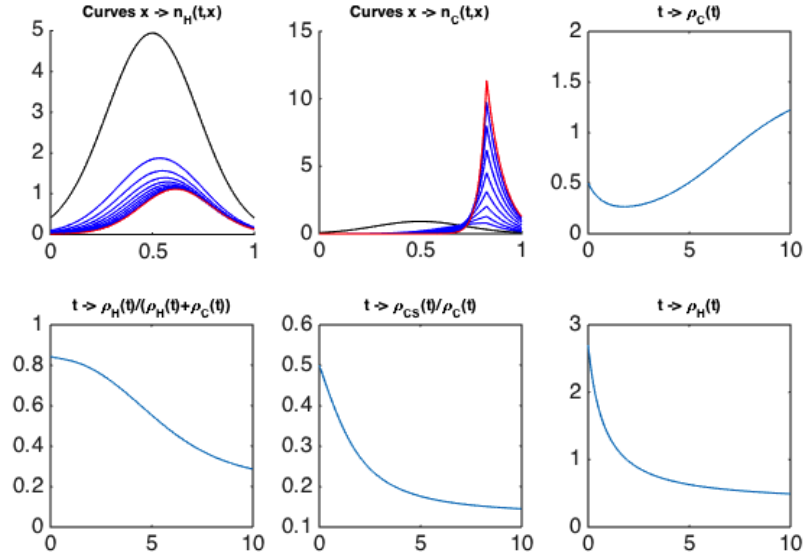 Curves x -> n_H(t,x)
5
4
3
2
1
0
0 0.5 1
Curves x -> n_C(t,x)
15
10
5
0
0 0.5 1
t -> ρ_C(t)
2
1.5
1
0.5
0
0 5 10
t -> ρ_H(t)/(ρ_H(t)+ρ_C(t))
1
0.8
0.6
0.4
0.2
0
0 5 10
t -> ρ_CS(t)/ρ_C(t)
0.6
0.5
0.4
0.3
0.2
0.1
0 5 10
t -> ρ_H(t)
3
2
1
0
0 5 10